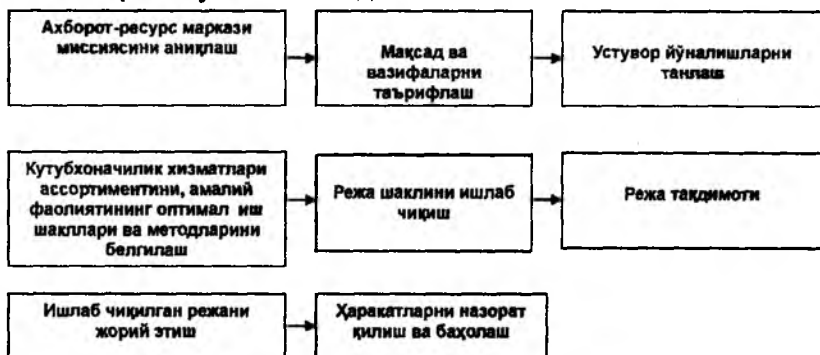 Ахборот-ресурс маркази
миссиясини аниқлаш
Мақсад ва
вазифаларни
таърифлаш
Устувор йўналишларни
танлаш
Кутубхоначилик хизматлари
ассортиментини, амалий
фаолиятининг оптимал иш
шакллари ва методларини
белгилаш
Режа шаклини ишлаб
чиқиш
Режа тақдимоти
Ишлаб чиқилган режани
жорий этиш
Ҳаракатларни назорат
қилиш ва баҳолаш